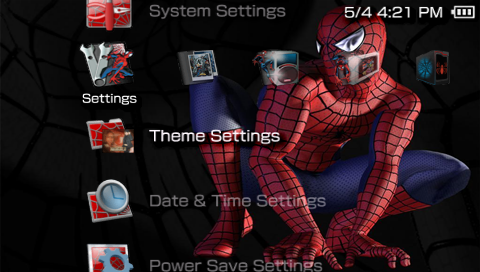 System Settings
5/4 4:21 PM
Settings
Theme Settings
Date & Time Settings
Power Save Settings